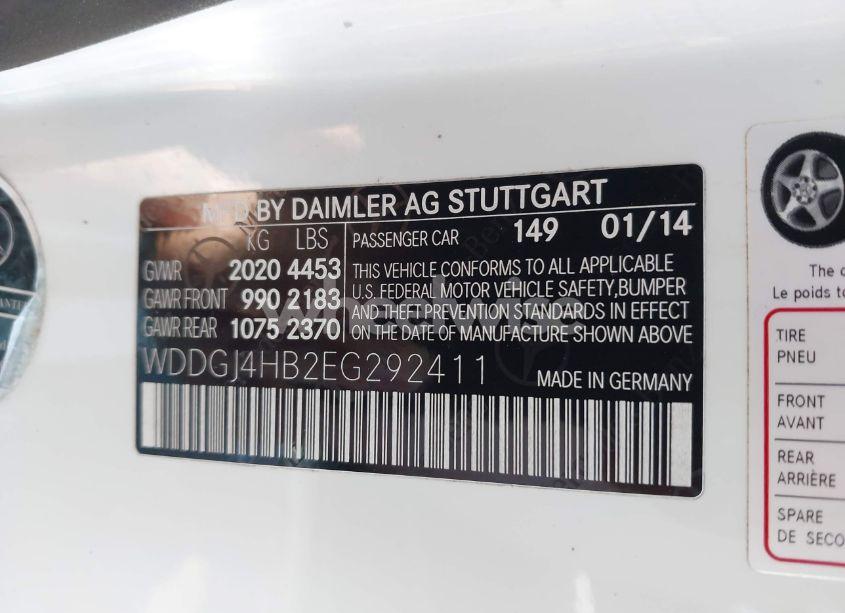 MFD BY DAIMLER AG STUTTGART
KG LBS
GVWR 2020 4453
GAWR FRONT 990 2183
GAWR REAR 1075 2370
PASSENGER CAR 149 01/14
THIS VEHICLE CONFORMS TO ALL APPLICABLE
U.S. FEDERAL MOTOR VEHICLE SAFETY,BUMPER
AND THEFT PREVENTION STANDARDS IN EFFECT
ON THE DATE OF MANUFACTURE SHOWN ABOVE
WDDGJ4HB2EG292411
MADE IN GERMANY
The
Le poids to
TIRE
PNEU
FRONT
AVANT
REAR
ARRIÈRE
SPARE
DE